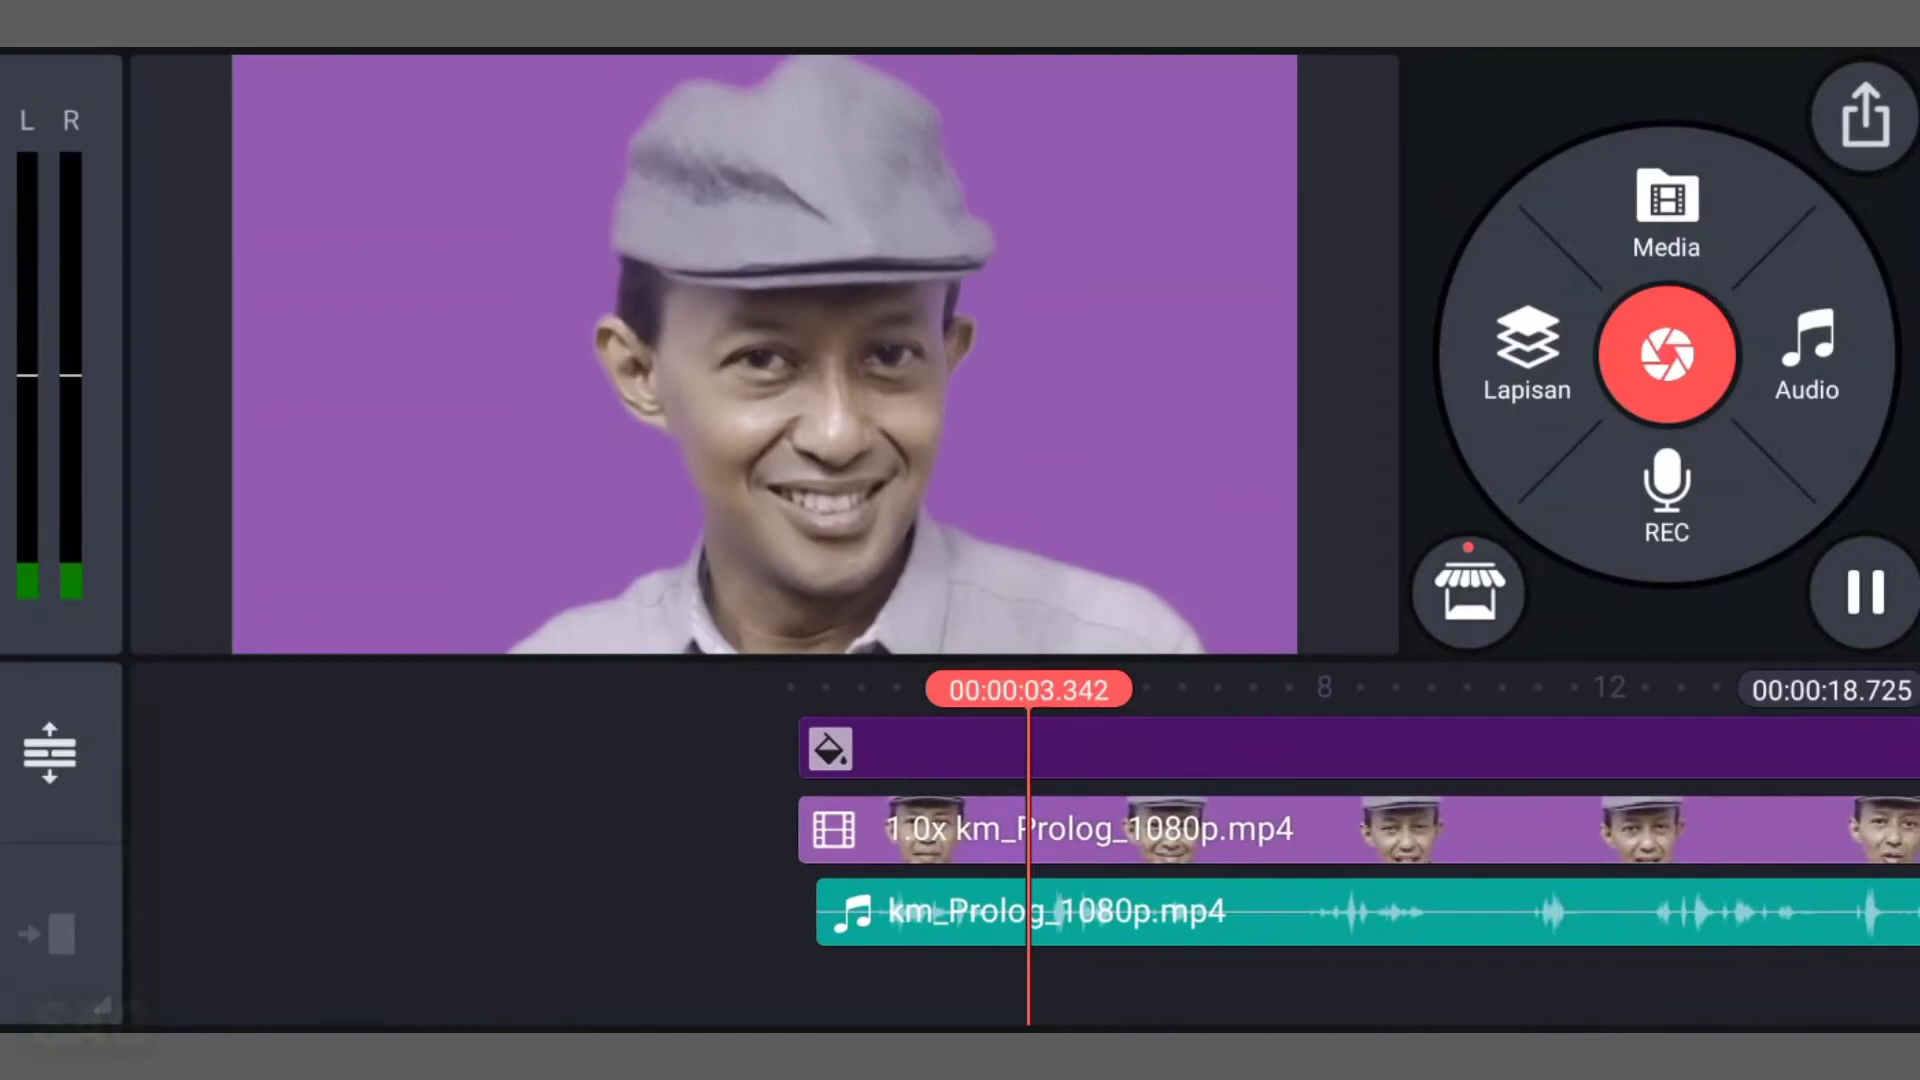 L R
Media
Lapisan
Audio
REC
00:00:03.342
8
12
00:00:18.725
1.0x km_Prolog_1080p.mp4
km_Prolog_1080p.mp4